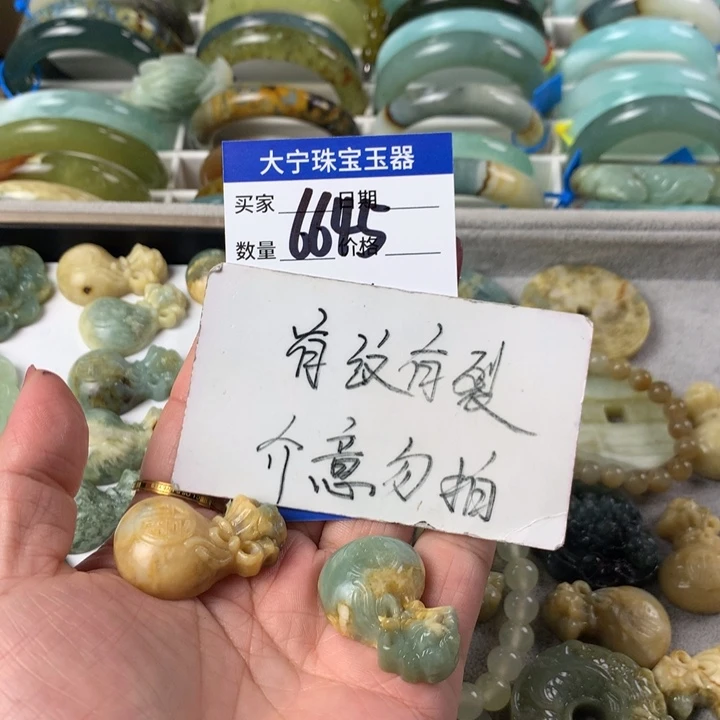 大宁珠宝玉器
买家 日期
6645
数量 价格
有纹有裂
介意勿拍